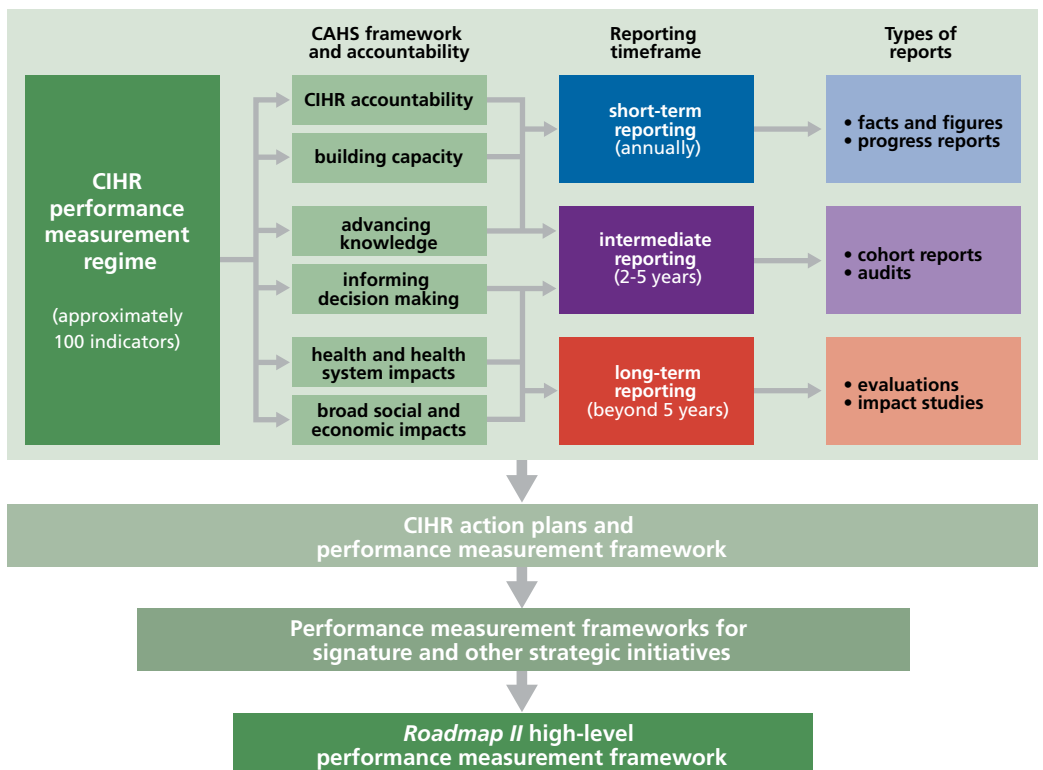 CAHS framework
and accountability
Reporting
timeframe
Types of
reports
CIHR
performance
measurement
regime
(approximately
100 indicators)
CIHR accountability
building capacity
advancing
knowledge
informing
decision making
health and health
system impacts
broad social and
economic impacts
short-term
reporting
(annually)
intermediate
reporting
(2-5 years)
long-term
reporting
(beyond 5 years)
• facts and figures
• progress reports
• cohort reports
• audits
• evaluations
• impact studies
CIHR action plans and
performance measurement framework
Performance measurement frameworks for
signature and other strategic initiatives
Roadmap II high-level
performance measurement framework